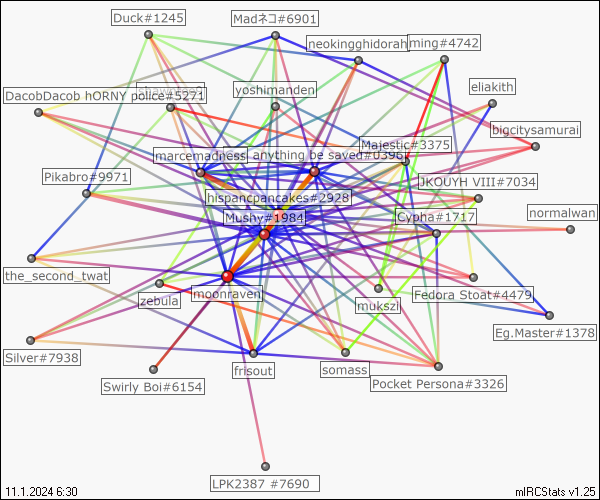 Duck#1245
Madネコ#6901
neokingghidorah
ming#4742
eliakith
DacobDacob hORNY police#5271
yoshimanden
bigcitysamurai
Majestic#3375
marcemadness
anything be saved#0396
Pikabro#9971
JKOUYH VIII#7034
hispancpancakes#2928
Mushy#1984
Cypha#1717
normalwan
the_second_twat
zebula
moonraven
mukszi
Fedora Stoat#4479
Eg.Master#1378
Silver#7938
frisout
somass
Swirly Boi#6154
Pocket Persona#3326
LPK2387 #7690
11.1.2024 6:30
mIRCStats v1.25